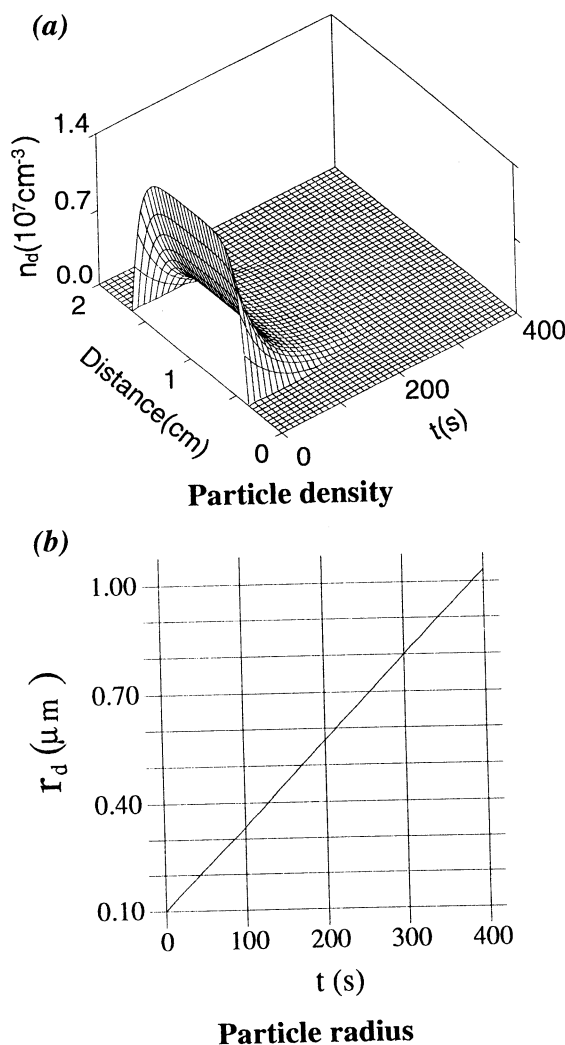 (a)
1.4
0.7
0.0
n_d(10^7cm^-3)
2
1
0
Distance(cm)
0
200
400
t(s)
Particle density
(b)
1.00
0.70
0.40
0.10
r_d (μm)
0 100 200 300 400
t (s)
Particle radius